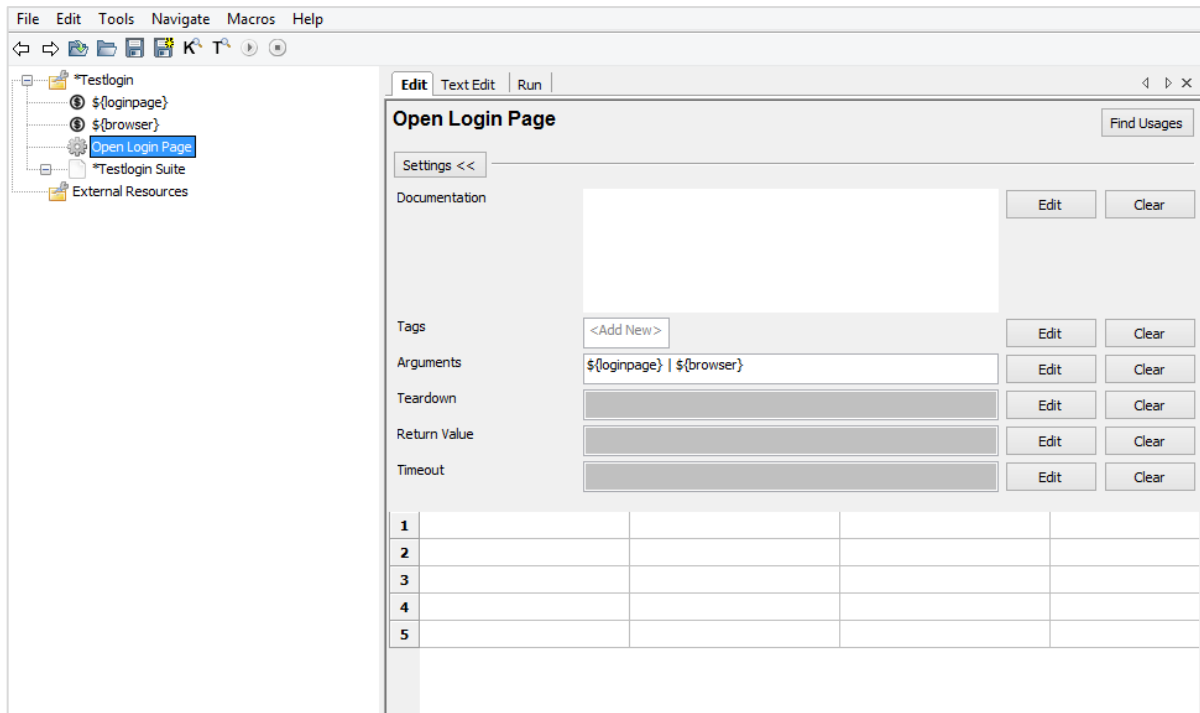 File Edit Tools Navigate Macros Help
K T
*Testlogin
${loginpage}
${browser}
Open Login Page
*Testlogin Suite
External Resources
Edit Text Edit Run
Open Login Page
Find Usages
Settings <<
Documentation
Edit Clear
Tags
<Add New>
Edit Clear
Arguments
${loginpage} | ${browser}
Edit Clear
Teardown
Edit Clear
Return Value
Edit Clear
Timeout
Edit Clear
1
2
3
4
5